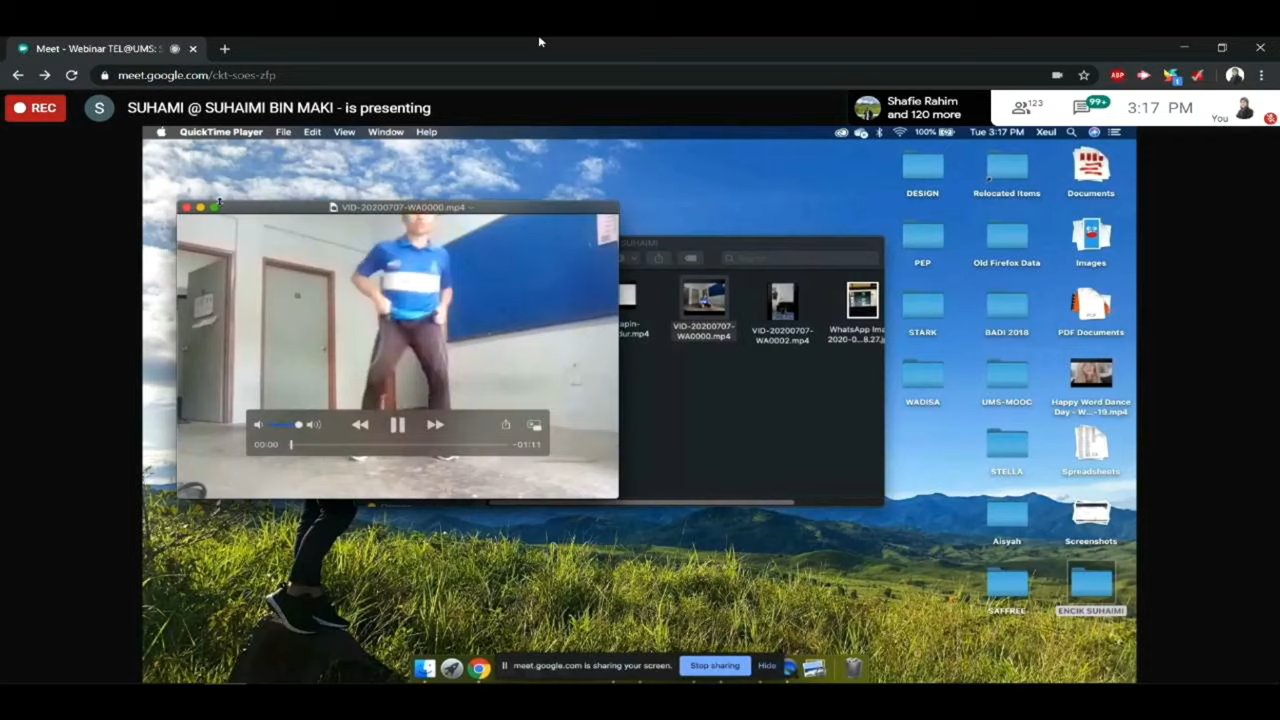 Meet - Webinar TEL@UMS: S
meet.google.com/ckt-soes-zfp
ABP
1
REC
S
SUHAMI @ SUHAIMI BIN MAKI - is presenting
Shafie Rahim
and 120 more
123
99+
3:17 PM
You
QuickTime Player File Edit View Window Help
100%
Tue 3:17 PM Xeul
VID-20200707-WA0000.mp4
SUHAIMI
Search
VID-20200707-
WA0000.mp4
VID-20200707-
WA0002.mp4
WhatsApp Ima
2020-0...8.27.j
00:00
-01:11
DESIGN
Relocated Items
Documents
PEP
Old Firefox Data
Images
STARK
BADI 2018
PDF Documents
WADISA
UMS-MOOC
Happy Word Dance
Day - W...-19.mp4
STELLA
Spreadsheets
Aisyah
Screenshots
SAFFREE
ENCIK SUHAIMI
meet.google.com is sharing your screen.
Stop sharing
Hide